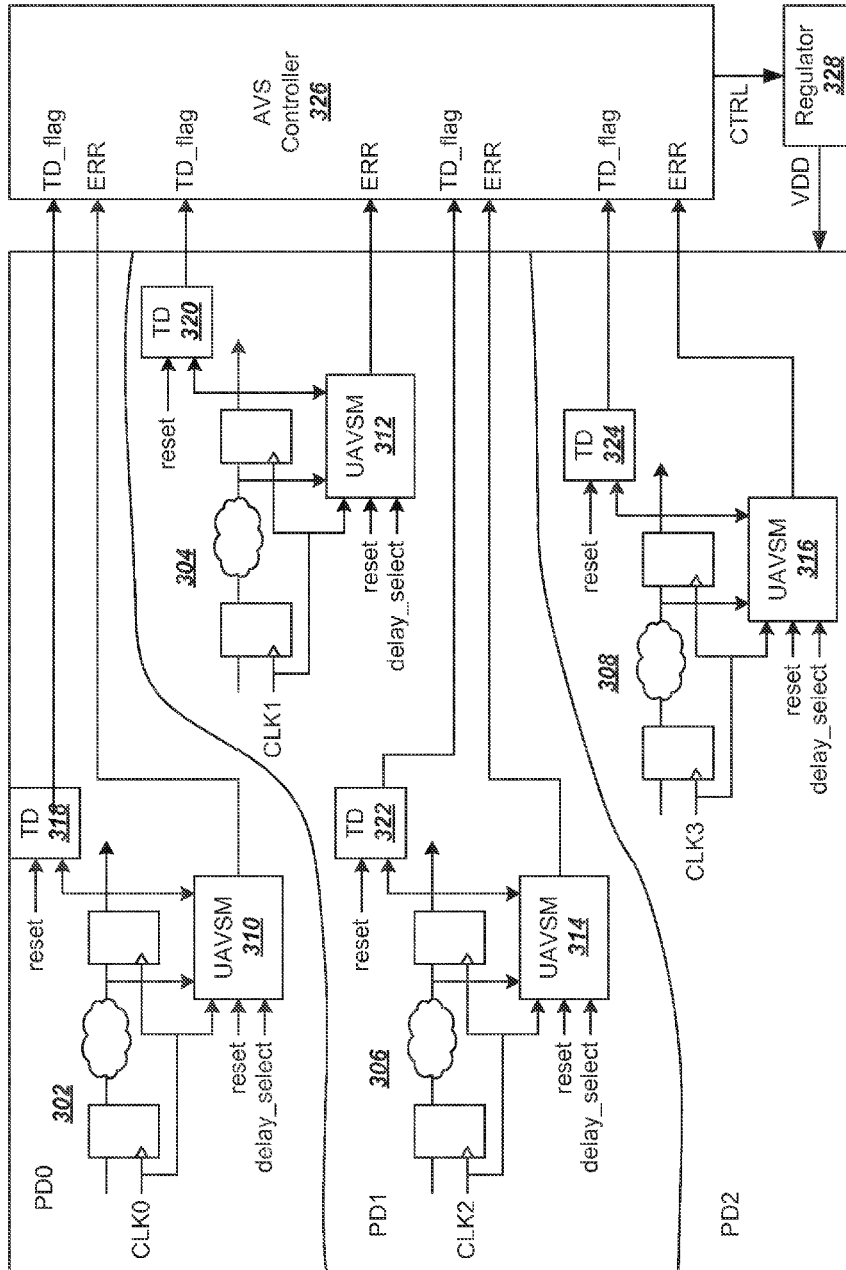 PD0
302
CLK0
reset
delay_select
UAVSM
310
reset
TD
318
TD_flag
ERR
304
CLK1
reset
delay_select
UAVSM
312
reset
TD
320
TD_flag
ERR
PD1
306
CLK2
reset
delay_select
UAVSM
314
reset
TD
322
TD_flag
ERR
PD2
308
CLK3
reset
delay_select
UAVSM
316
reset
TD
324
TD_flag
ERR
AVS
Controller
326
CTRL
VDD
Regulator
328